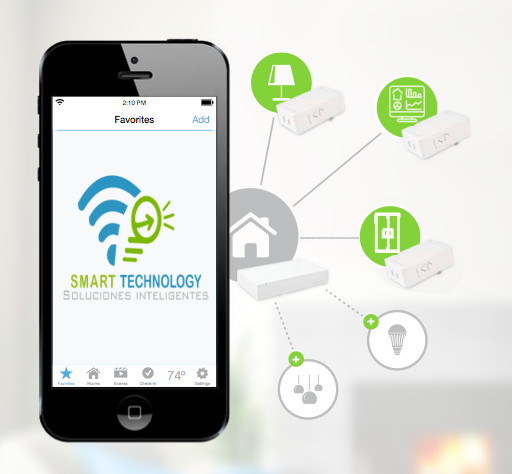 2:10 PM
Favorites
Add
SMART TECHNOLOGY
SOLUCIONES INTELIGENTES
Favorites
Rooms
Scenes
Check-In
74°
Settings